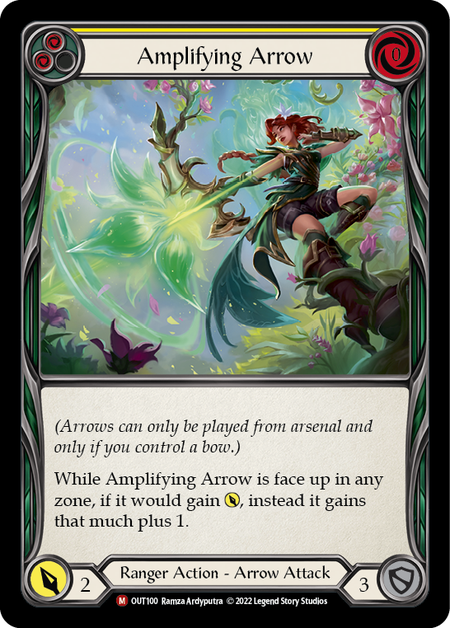 Amplifying Arrow
0
(Arrows can only be played from arsenal and
only if you control a bow.)
While Amplifying Arrow is face up in any
zone, if it would gain , instead it gains
that much plus 1.
2
Ranger Action - Arrow Attack
3
M OUT100 Ramza Ardyputra © 2022 Legend Story Studios